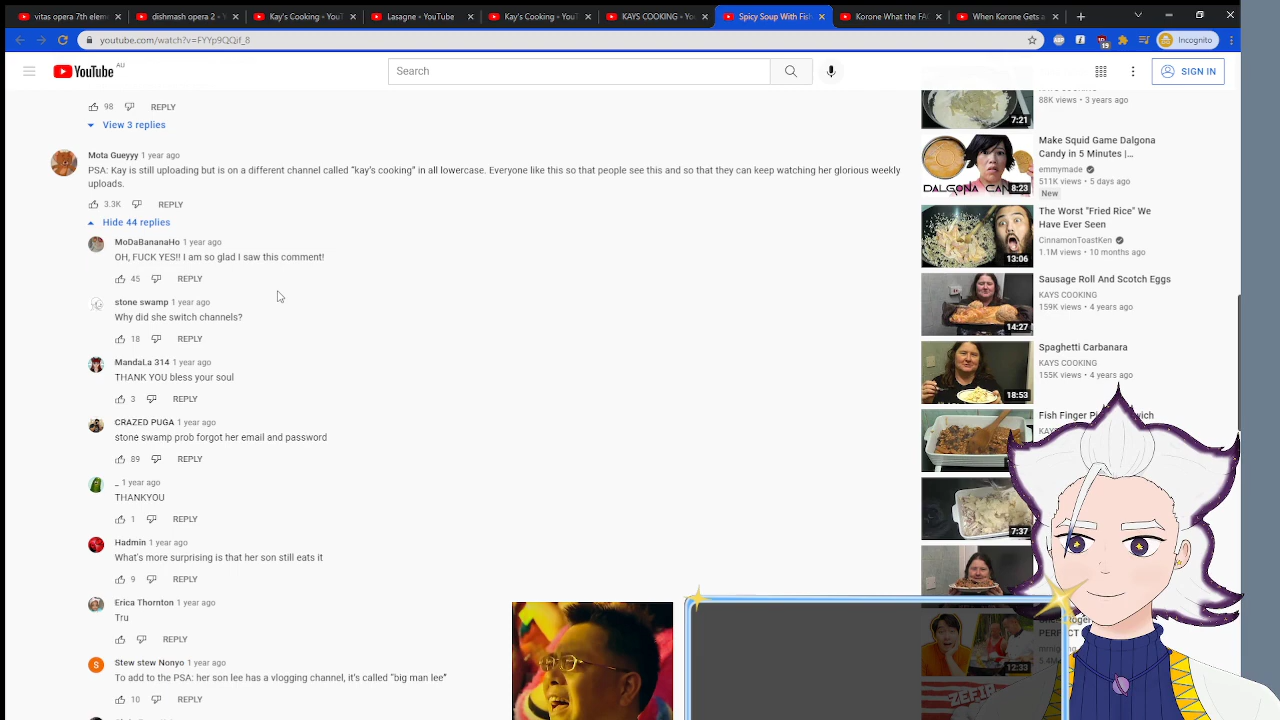 vitas opera 7th eleme
dishmash opera 2 - Y
Kay's Cooking - YouT
Lasagne - YouTube
Kay's Cooking - YouT
KAYS COOKING - You
Spicy Soup With Fish
Korone What the FAC
When Korone Gets a
youtube.com/watch?v=FYYp9QQif_8
Incognito
YouTube AU
Search
SIGN IN
98 REPLY
View 3 replies
Mota Gueyyy 1 year ago
PSA: Kay is still uploading but is on a different channel called “kay’s cooking” in all lowercase. Everyone like this so that people see this and so that they can keep watching her glorious weekly
uploads.
3.3K REPLY
Hide 44 replies
MoDaBananaHo 1 year ago
OH, FUCK YES!! I am so glad I saw this comment!
45 REPLY
stone swamp 1 year ago
Why did she switch channels?
18 REPLY
MandaLa 314 1 year ago
THANK YOU bless your soul
3 REPLY
CRAZED PUGA 1 year ago
stone swamp prob forgot her email and password
89 REPLY
_ 1 year ago
THANKYOU
1 REPLY
Hadmin 1 year ago
What's more surprising is that her son still eats it
9 REPLY
Erica Thornton 1 year ago
Tru
REPLY
Stew stew Nonyo 1 year ago
To add to the PSA: her son lee has a vlogging channel, it’s called “big man lee”
10 REPLY
88K views • 3 years ago
7:21
Make Squid Game Dalgona
Candy in 5 Minutes |…
emmymade
511K views • 5 days ago
New
DALGONA CAN
8:23
The Worst "Fried Rice" We
Have Ever Seen
CinnamonToastKen
1.1M views • 10 months ago
13:06
Sausage Roll And Scotch Eggs
KAYS COOKING
159K views • 4 years ago
14:27
Spaghetti Carbanara
KAYS COOKING
155K views • 4 years ago
18:53
Fish Finger
7:37
PERFECT
12:33